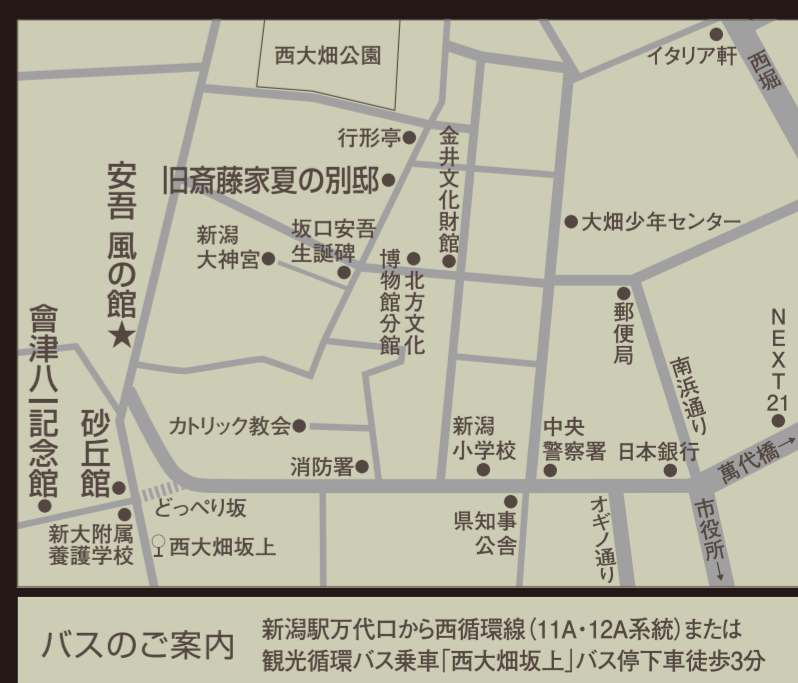 西大畑公園
イタリア軒
西堀
行形亭
金井文化財館
旧斎藤家夏の別邸
安吾 風の館★
大畑少年センター
坂口安吾
生誕碑
新潟
大神宮
北方文化
博物館分館
郵便局
NEXT21
會津八一記念館
砂丘館
南浜通り
カトリック教会
消防署
新潟
小学校
中央
警察署
日本銀行
萬代橋→
どっぺり坂
新大附属
養護学校
西大畑坂上
県知事
公舎
オギノ通り
市役所→
バスのご案内
新潟駅万代口から西循環線(11A・12A系統)または
観光循環バス乗車「西大畑坂上」バス停下車徒歩3分